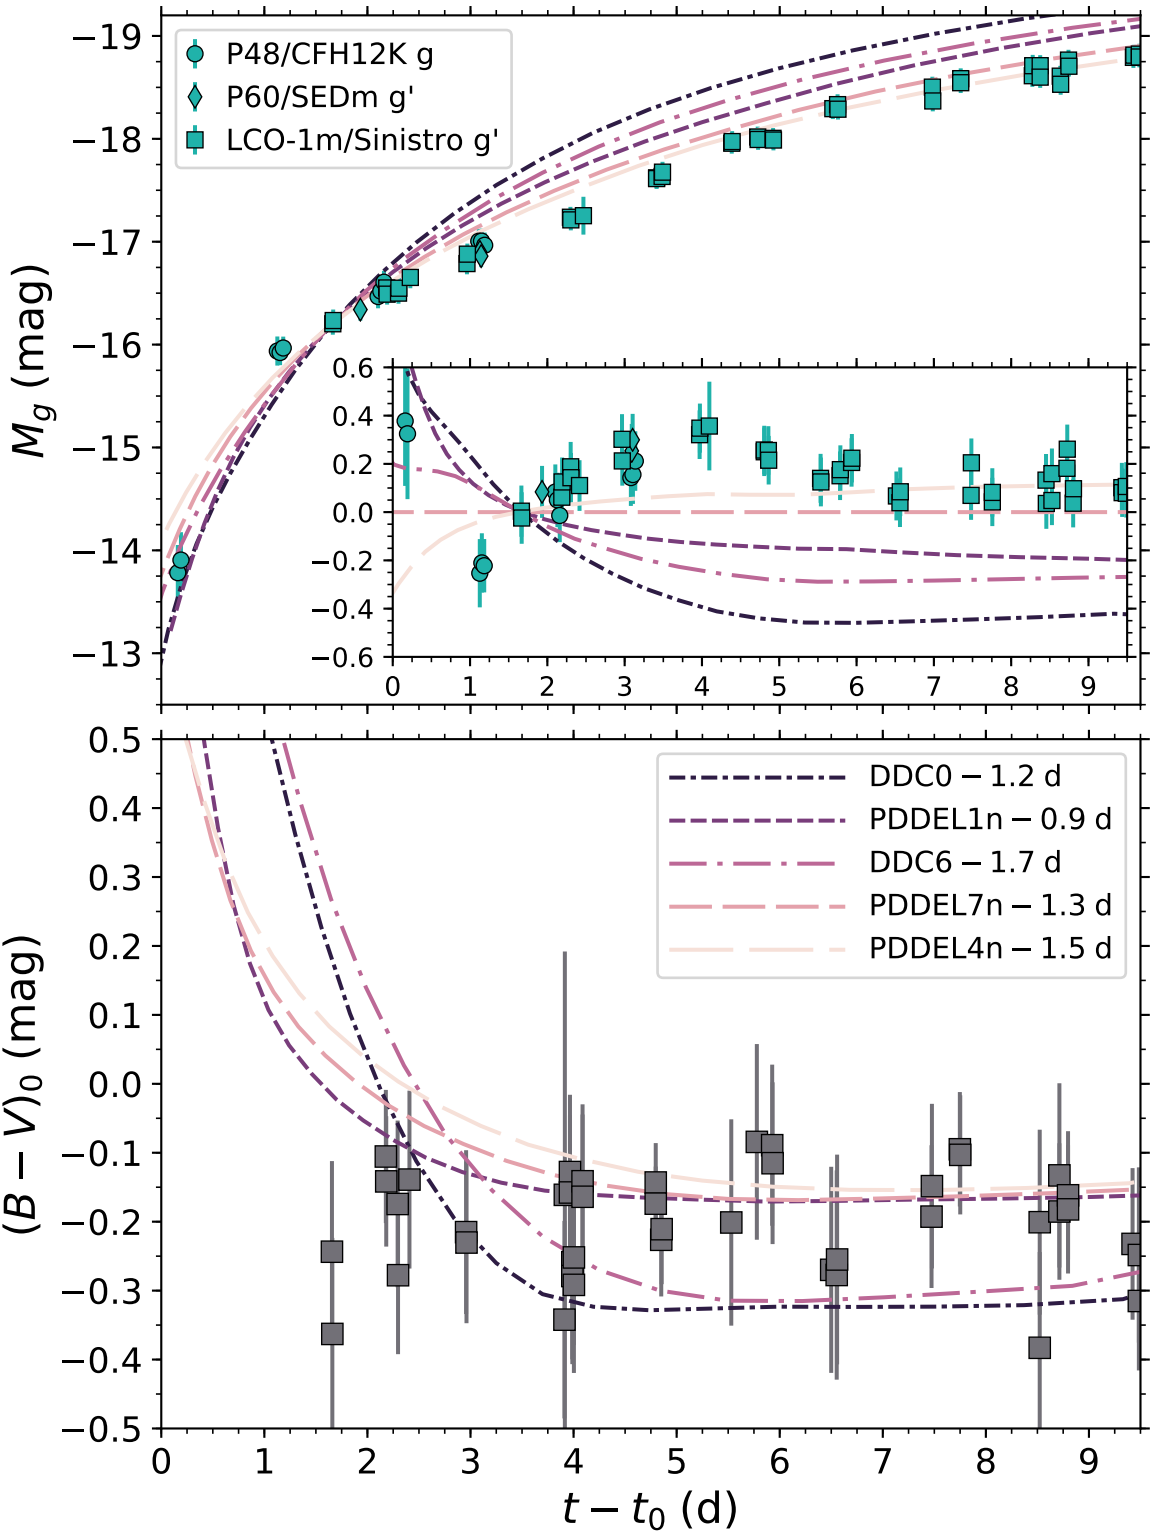 −19
−18
−17
−16
−15
−14
−13
M_g (mag)
P48/CFH12K g
P60/SEDm g'
LCO-1m/Sinistro g'
0.6
0.4
0.2
0.0
−0.2
−0.4
−0.6
0 1 2 3 4 5 6 7 8 9
0.5
0.4
0.3
0.2
0.1
0.0
−0.1
−0.2
−0.3
−0.4
−0.5
(B − V)_0 (mag)
DDC0 − 1.2 d
PDDEL1n − 0.9 d
DDC6 − 1.7 d
PDDEL7n − 1.3 d
PDDEL4n − 1.5 d
0 1 2 3 4 5 6 7 8 9
t − t_0 (d)